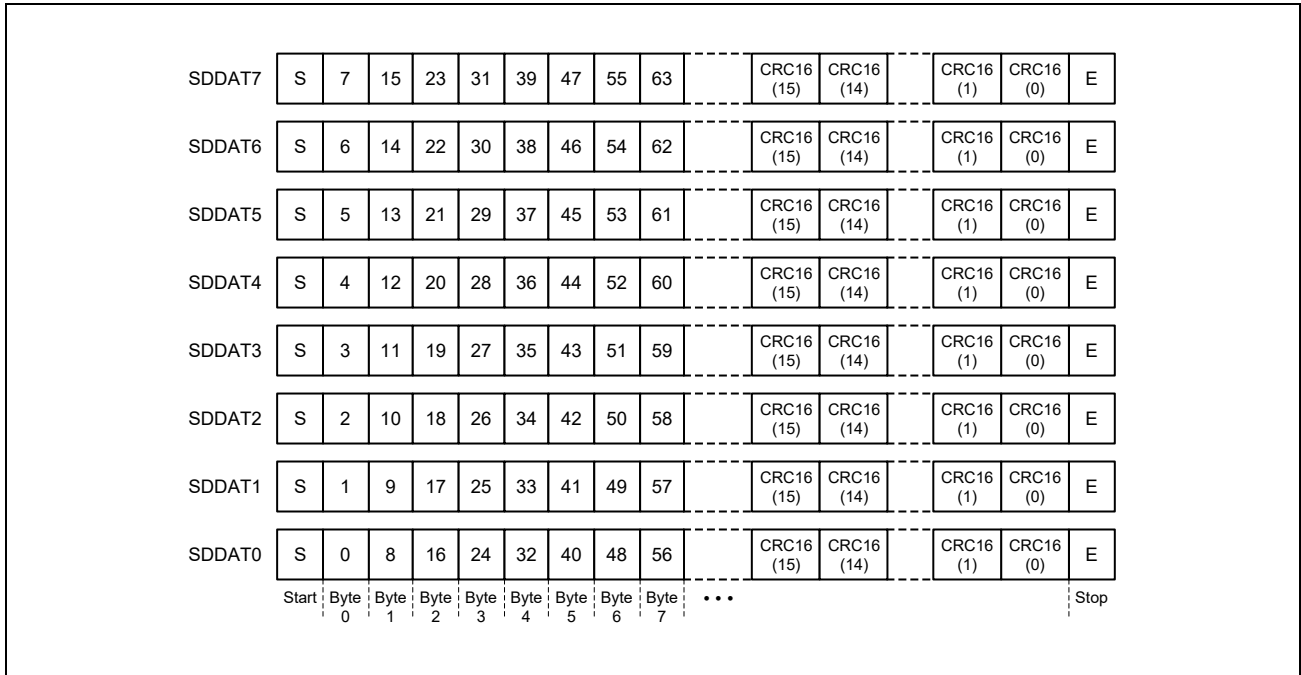 SDDAT7 S 7 15 23 31 39 47 55 63 CRC16 (15) CRC16 (14) CRC16 (1) CRC16 (0) E
SDDAT6 S 6 14 22 30 38 46 54 62 CRC16 (15) CRC16 (14) CRC16 (1) CRC16 (0) E
SDDAT5 S 5 13 21 29 37 45 53 61 CRC16 (15) CRC16 (14) CRC16 (1) CRC16 (0) E
SDDAT4 S 4 12 20 28 36 44 52 60 CRC16 (15) CRC16 (14) CRC16 (1) CRC16 (0) E
SDDAT3 S 3 11 19 27 35 43 51 59 CRC16 (15) CRC16 (14) CRC16 (1) CRC16 (0) E
SDDAT2 S 2 10 18 26 34 42 50 58 CRC16 (15) CRC16 (14) CRC16 (1) CRC16 (0) E
SDDAT1 S 1 9 17 25 33 41 49 57 CRC16 (15) CRC16 (14) CRC16 (1) CRC16 (0) E
SDDAT0 S 0 8 16 24 32 40 48 56 CRC16 (15) CRC16 (14) CRC16 (1) CRC16 (0) E
Start Byte 0 Byte 1 Byte 2 Byte 3 Byte 4 Byte 5 Byte 6 Byte 7 • • • Stop